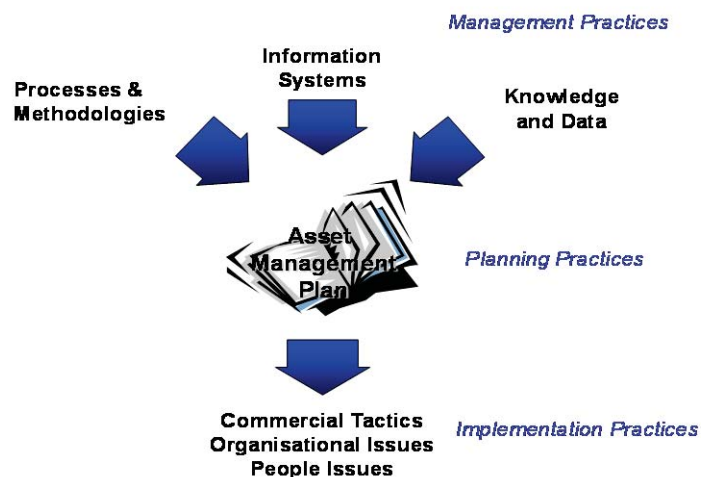 Management Practices
Information
Systems
Processes &
Methodologies
Knowledge
and Data
Asset
Management
Plan
Planning Practices
Commercial Tactics
Organisational Issues
People Issues
Implementation Practices